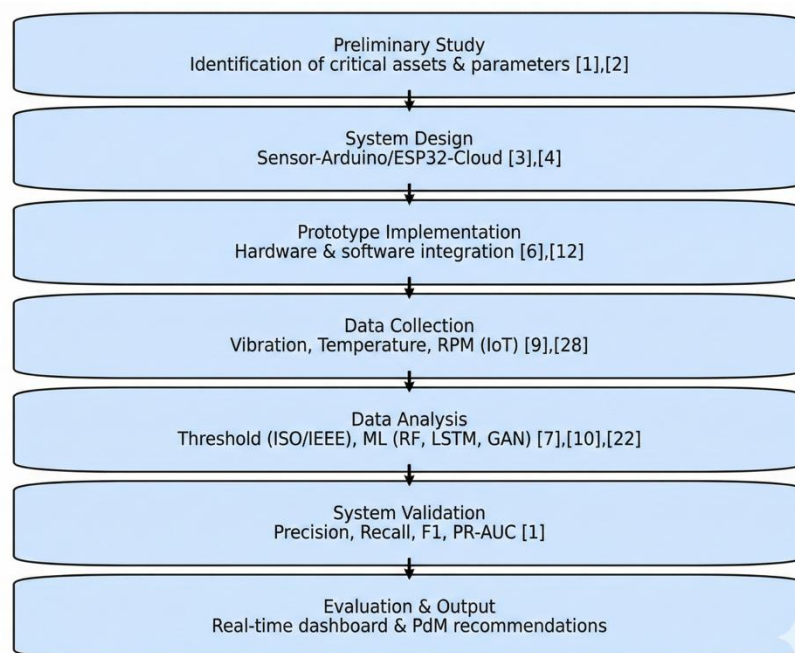 Preliminary Study
Identification of critical assets & parameters [1],[2]
System Design
Sensor-Arduino/ESP32-Cloud [3],[4]
Prototype Implementation
Hardware & software integration [6],[12]
Data Collection
Vibration, Temperature, RPM (IoT) [9],[28]
Data Analysis
Threshold (ISO/IEEE), ML (RF, LSTM, GAN) [7],[10],[22]
System Validation
Precision, Recall, F1, PR-AUC [1]
Evaluation & Output
Real-time dashboard & PdM recommendations